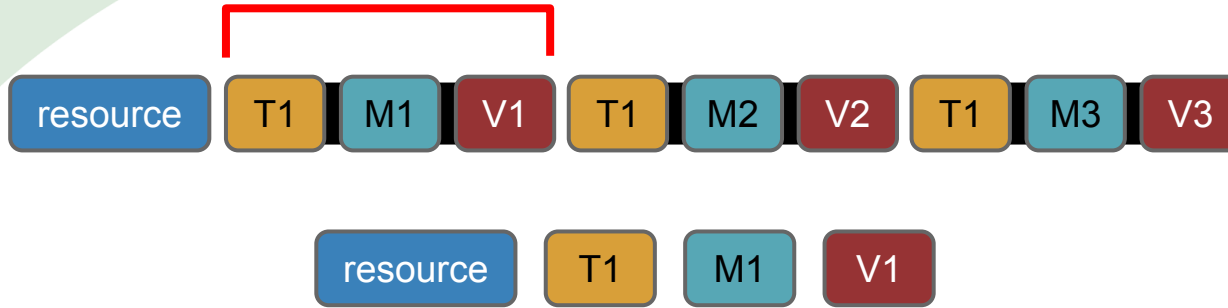 resource T1 M1 V1 T1 M2 V2 T1 M3 V3
resource T1 M1 V1